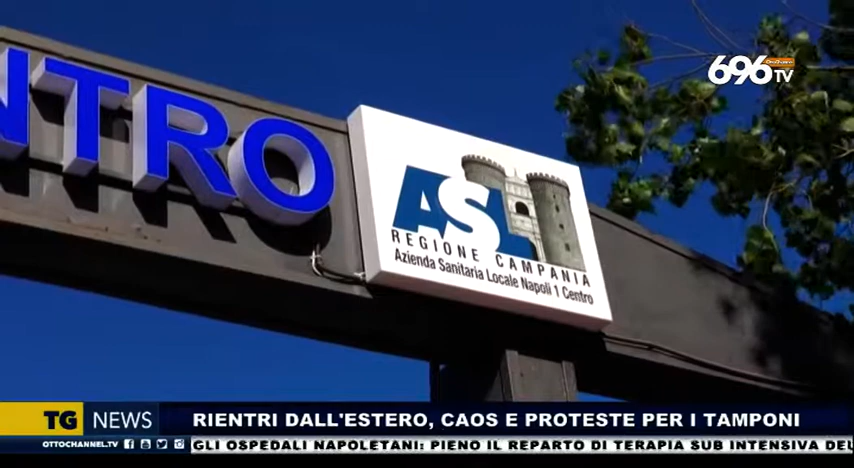 696 TV
NTRO
ASL
REGIONE CAMPANIA
Azienda Sanitaria Locale Napoli 1 Centro
TG NEWS
RIENTRI DALL'ESTERO, CAOS E PROTESTE PER I TAMPONI
OTTOCHANNEL.TV
GLI OSPEDALI NAPOLETANI: PIENO IL REPARTO DI TERAPIA SUB INTENSIVA DEL